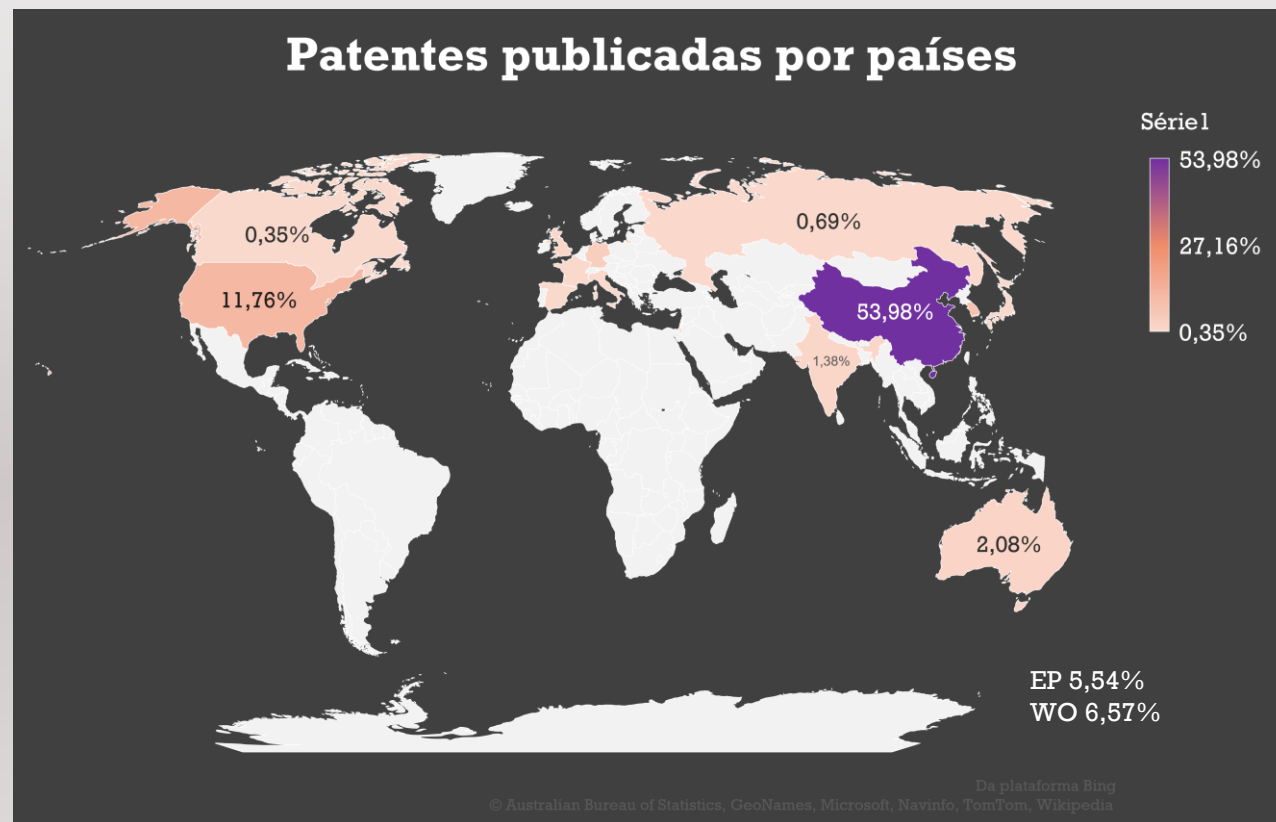 Patentes publicadas por países
Série1
53,98%
27,16%
0,35%
0,35%
11,76%
0,69%
53,98%
1,38%
2,08%
EP 5,54%
WO 6,57%
Da plataforma Bing
© Australian Bureau of Statistics, GeoNames, Microsoft, Navinfo, TomTom, Wikipedia